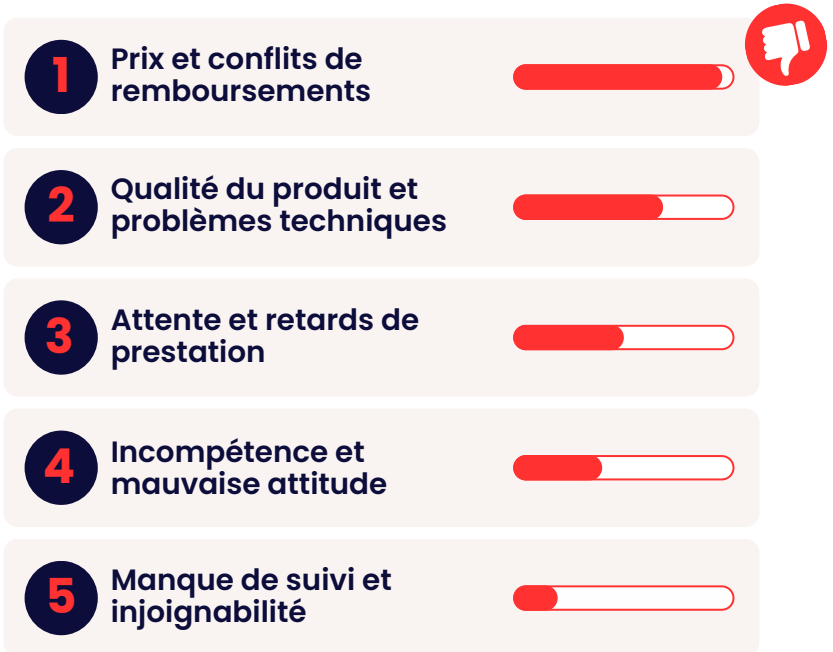 1
Prix et conflits de
remboursements
2
Qualité du produit et
problèmes techniques
3
Attente et retards de
prestation
4
Incompétence et
mauvaise attitude
5
Manque de suivi et
injoignabilité